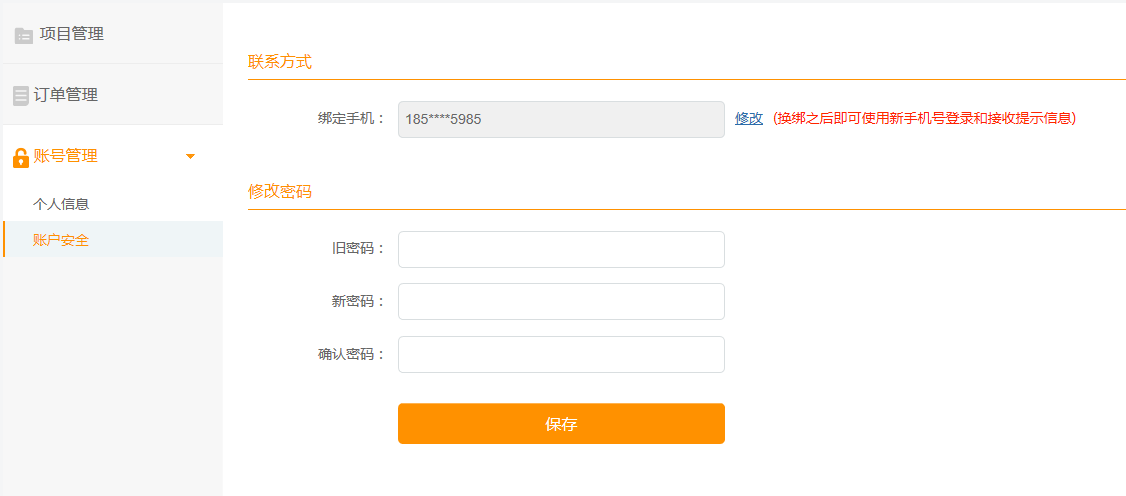 项目管理
订单管理
账号管理
个人信息
账户安全
联系方式
绑定手机： 185****5985 修改 (换绑之后即可使用新手机号登录和接收提示信息)
修改密码
旧密码：
新密码：
确认密码：
保存